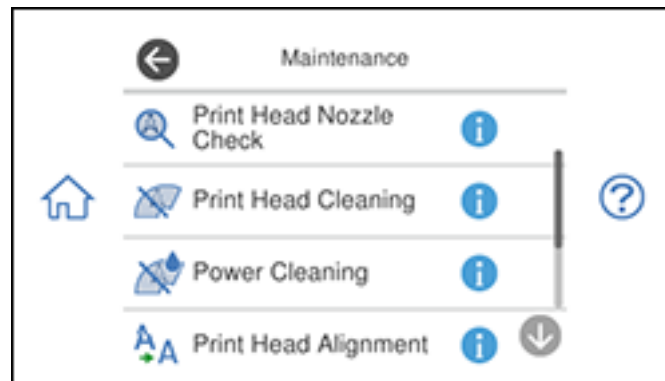 Maintenance
Print Head Nozzle
Check
Print Head Cleaning
Power Cleaning
Print Head Alignment